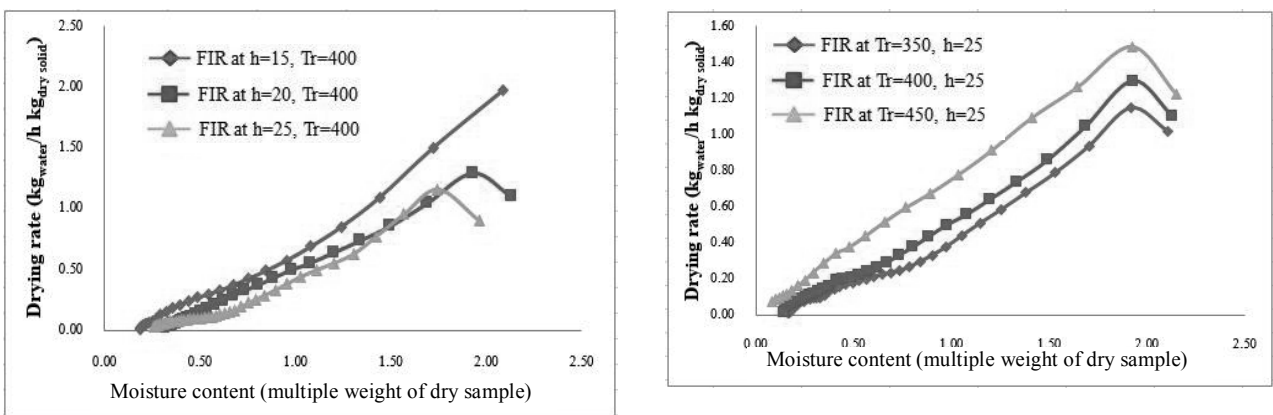 Drying rate (kgwater/h kgdry solid)
2.50
2.00
1.50
1.00
0.50
0.00
FIR at h=15, Tr=400
FIR at h=20, Tr=400
FIR at h=25, Tr=400
0.00 0.50 1.00 1.50 2.00 2.50
Moisture content (multiple weight of dry sample)
Drying rate (kgwater/h kgdry solid)
1.60
1.40
1.20
1.00
0.80
0.60
0.40
0.20
0.00
FIR at Tr=350, h=25
FIR at Tr=400, h=25
FIR at Tr=450, h=25
0.00 0.50 1.00 1.50 2.00 2.50
Moisture content (multiple weight of dry sample)